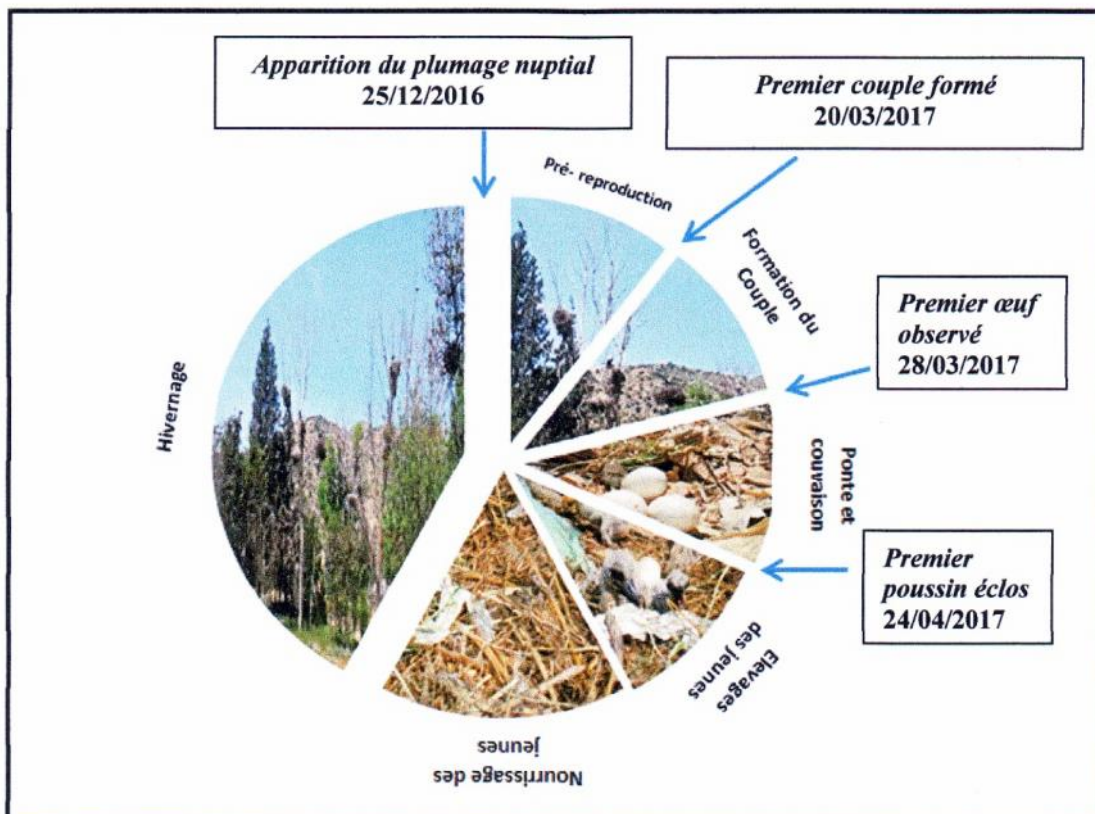 Apparition du plumage nuptial
25/12/2016
Premier couple formé
20/03/2017
Pré- reproduction
Formation du
Couple
Premier œuf
observé
28/03/2017
Hivernage
Ponte et
couvaison
Premier
poussin éclos
24/04/2017
Elevages
des jeunes
Nourrissage des
jeunes